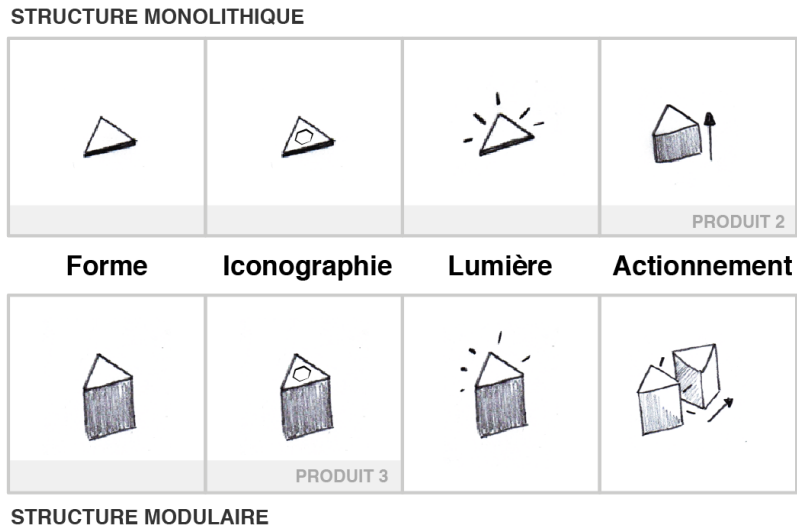 STRUCTURE MONOLITHIQUE
PRODUIT 2
Forme
Iconographie
Lumière
Actionnement
PRODUIT 3
STRUCTURE MODULAIRE